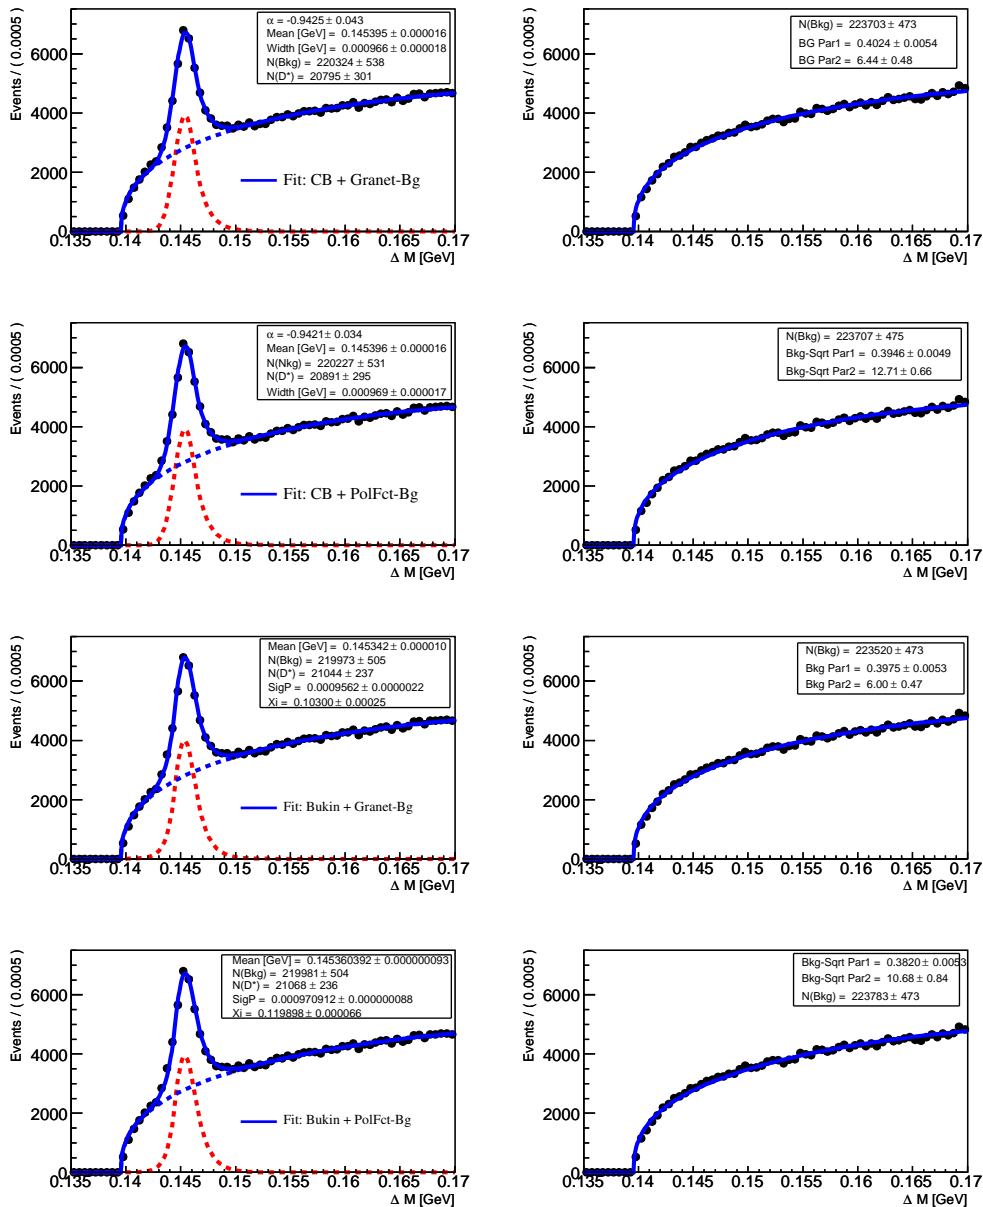 α = -0.9425 ± 0.043
Mean [GeV] = 0.145395 ± 0.000016
Width [GeV] = 0.000966 ± 0.000018
N(Bkg) = 220324 ± 538
N(D*) = 20795 ± 301
Events / ( 0.0005 )
6000
4000
2000
0
Fit: CB + Granet-Bg
0.135 0.14 0.145 0.15 0.155 0.16 0.165 0.17
Δ M [GeV]
N(Bkg) = 223703 ± 473
BG Par1 = 0.4024 ± 0.0054
BG Par2 = 6.44 ± 0.48
Events / ( 0.0005 )
6000
4000
2000
0
0.135 0.14 0.145 0.15 0.155 0.16 0.165 0.17
Δ M [GeV]
α = -0.9421 ± 0.034
Mean [GeV] = 0.145396 ± 0.000016
N(Nkg) = 220227 ± 531
N(D*) = 20891 ± 295
Width [GeV] = 0.000969 ± 0.000017
Events / ( 0.0005 )
6000
4000
2000
0
Fit: CB + PolFct-Bg
0.135 0.14 0.145 0.15 0.155 0.16 0.165 0.17
Δ M [GeV]
N(Bkg) = 223707 ± 475
Bkg-Sqrt Par1 = 0.3946 ± 0.0049
Bkg-Sqrt Par2 = 12.71 ± 0.66
Events / ( 0.0005 )
6000
4000
2000
0
0.135 0.14 0.145 0.15 0.155 0.16 0.165 0.17
Δ M [GeV]
Mean [GeV] = 0.145342 ± 0.000010
N(Bkg) = 219973 ± 505
N(D*) = 21044 ± 237
SigP = 0.0009562 ± 0.0000022
Xi = 0.10300 ± 0.00025
Events / ( 0.0005 )
6000
4000
2000
0
Fit: Bukin + Granet-Bg
0.135 0.14 0.145 0.15 0.155 0.16 0.165 0.17
Δ M [GeV]
N(Bkg) = 223520 ± 473
Bkg Par1 = 0.3975 ± 0.0053
Bkg Par2 = 6.00 ± 0.47
Events / ( 0.0005 )
6000
4000
2000
0
0.135 0.14 0.145 0.15 0.155 0.16 0.165 0.17
Δ M [GeV]
Mean [GeV] = 0.145360392 ± 0.000000093
N(Bkg) = 219981 ± 504
N(D*) = 21068 ± 236
SigP = 0.000970912 ± 0.000000088
Xi = 0.119898 ± 0.000066
Events / ( 0.0005 )
6000
4000
2000
0
Fit: Bukin + PolFct-Bg
0.135 0.14 0.145 0.15 0.155 0.16 0.165 0.17
Δ M [GeV]
Bkg-Sqrt Par1 = 0.3820 ± 0.0053
Bkg-Sqrt Par2 = 10.68 ± 0.84
N(Bkg) = 223783 ± 473
Events / ( 0.0005 )
6000
4000
2000
0
0.135 0.14 0.145 0.15 0.155 0.16 0.165 0.17
Δ M [GeV]